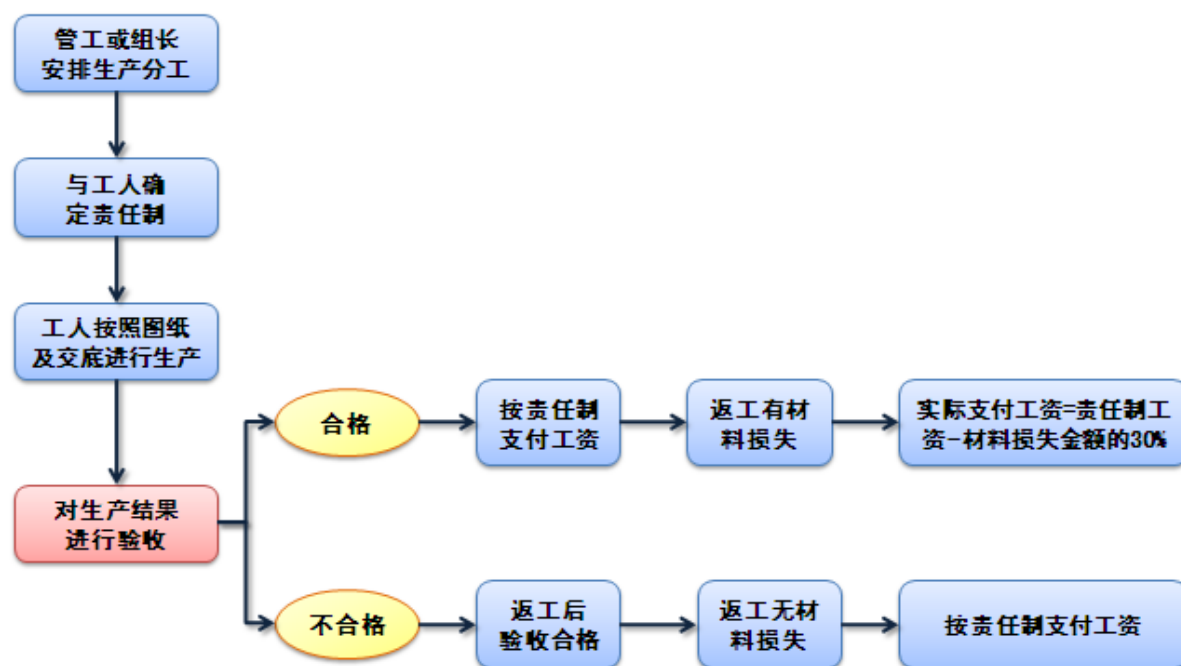 管工或组长
安排生产分工
与工人确
定责任制
工人按照图纸
及交底进行生产
对生产结果
进行验收
合格
按责任制
支付工资
返工有材
料损失
实际支付工资=责任制工
资-材料损失金额的30%
不合格
返工后
验收合格
返工无材
料损失
按责任制支付工资